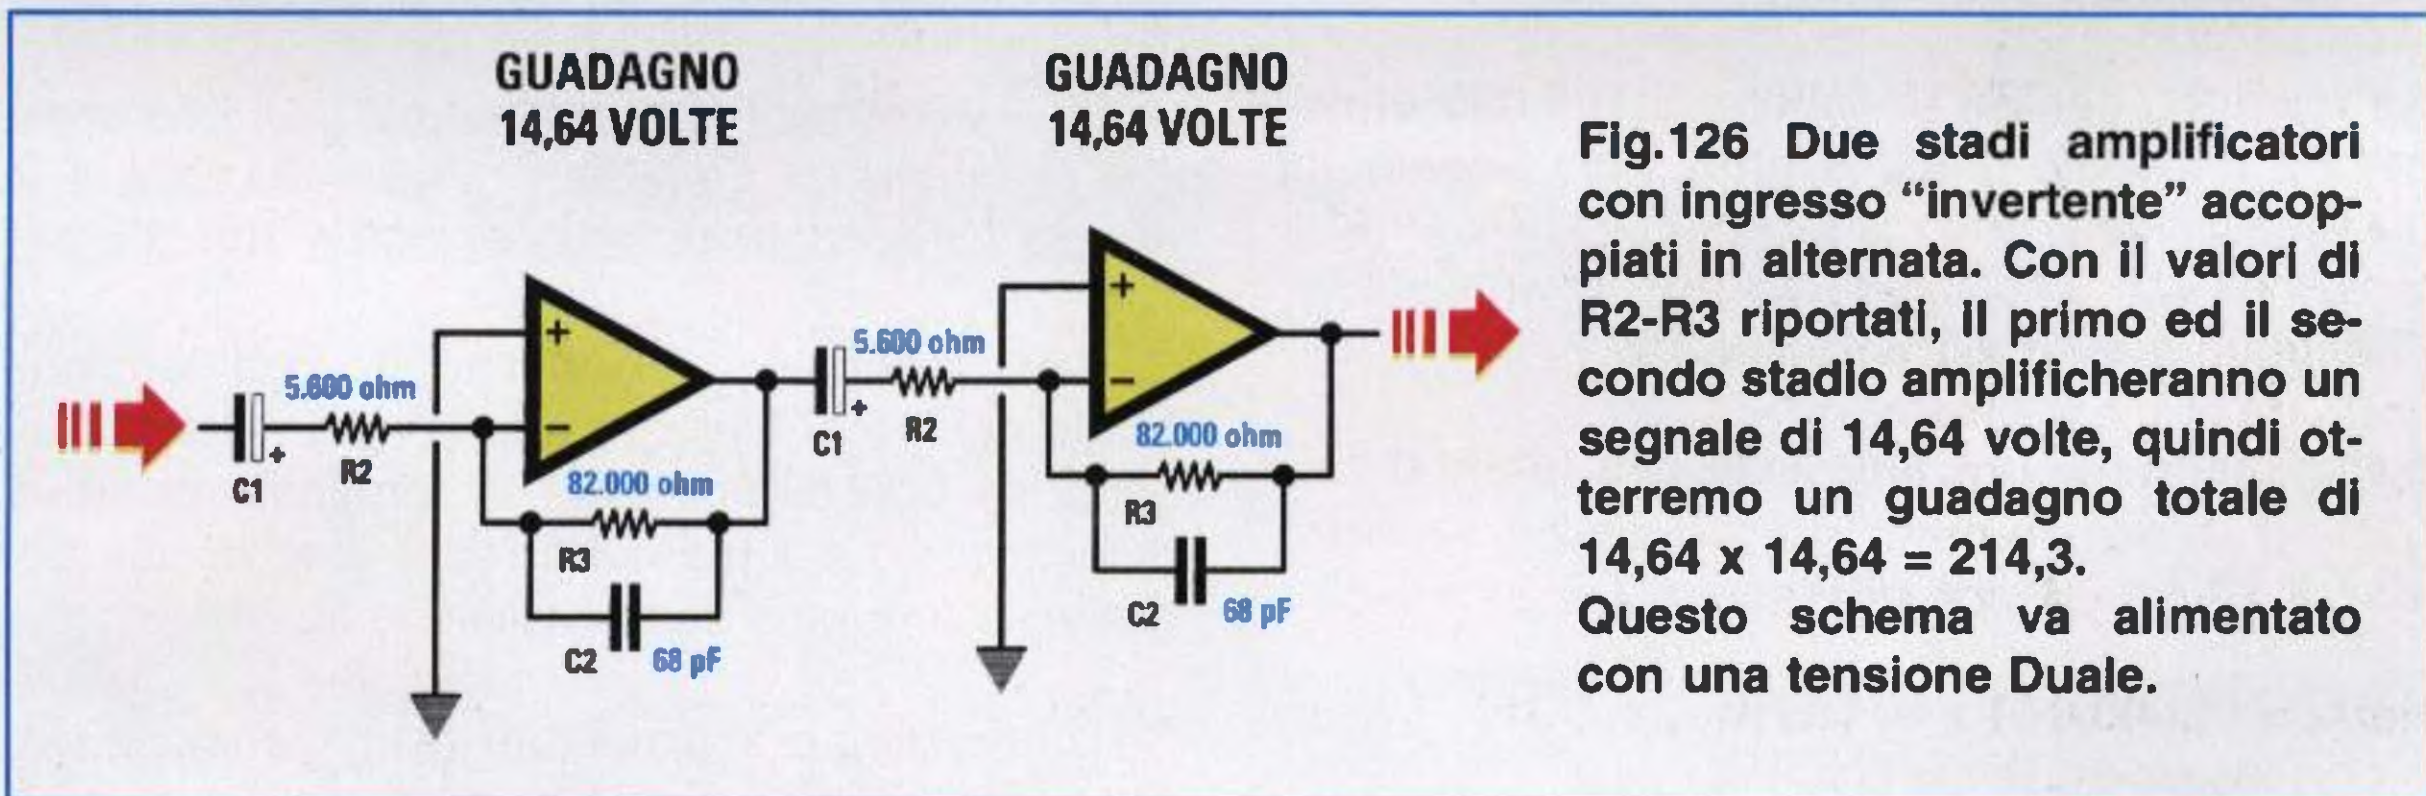 GUADAGNO
14,64 VOLTE
GUADAGNO
14,64 VOLTE
5.600 ohm
C1
+
R2
+
−
82.000 ohm
R3
C2
68 pF
5.600 ohm
C1
+
R2
+
−
82.000 ohm
R3
C2
68 pF
Fig.126 Due stadi amplificatori
con ingresso “invertente” accop-
piati in alternata. Con il valori di
R2-R3 riportati, il primo ed il se-
condo stadio amplificheranno un
segnale di 14,64 volte, quindi ot-
terremo un guadagno totale di
14,64 x 14,64 = 214,3.
Questo schema va alimentato
con una tensione Duale.